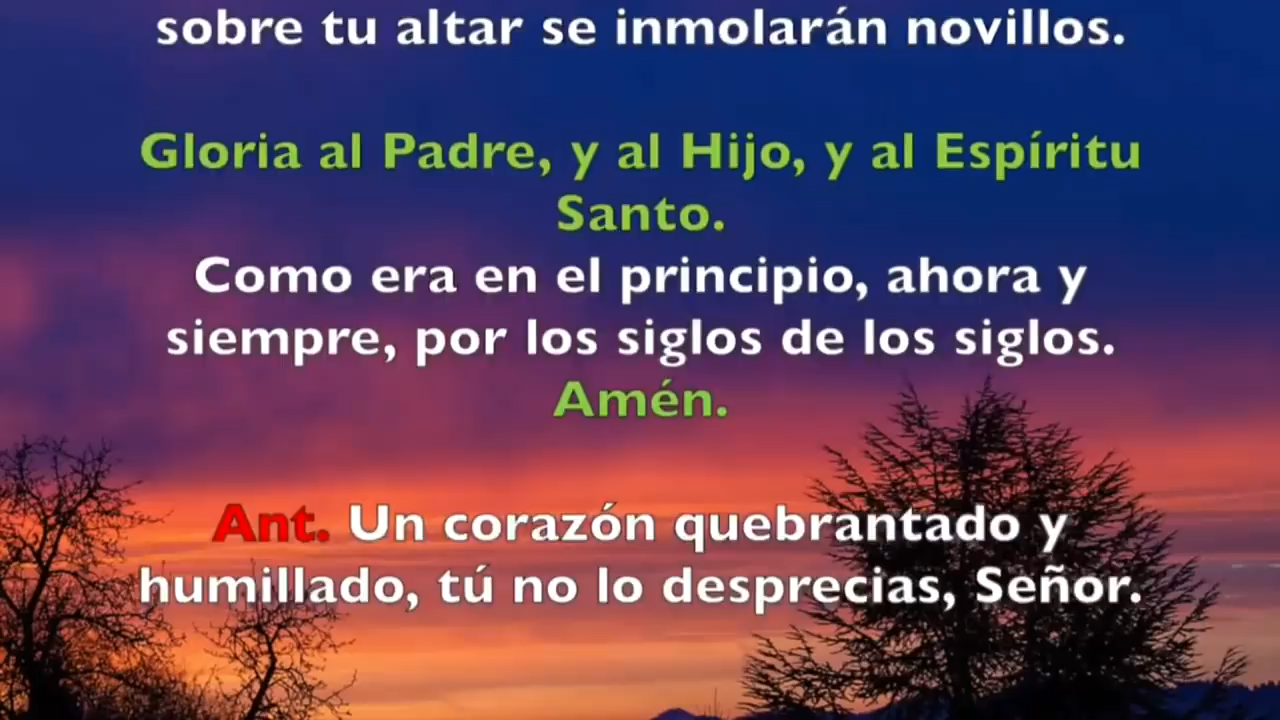 sobre tu altar se inmolarán novillos.
Gloria al Padre, y al Hijo, y al Espíritu
Santo.
Como era en el principio, ahora y
siempre, por los siglos de los siglos.
Amén.
Ant. Un corazón quebrantado y
humillado, tú no lo desprecias, Señor.